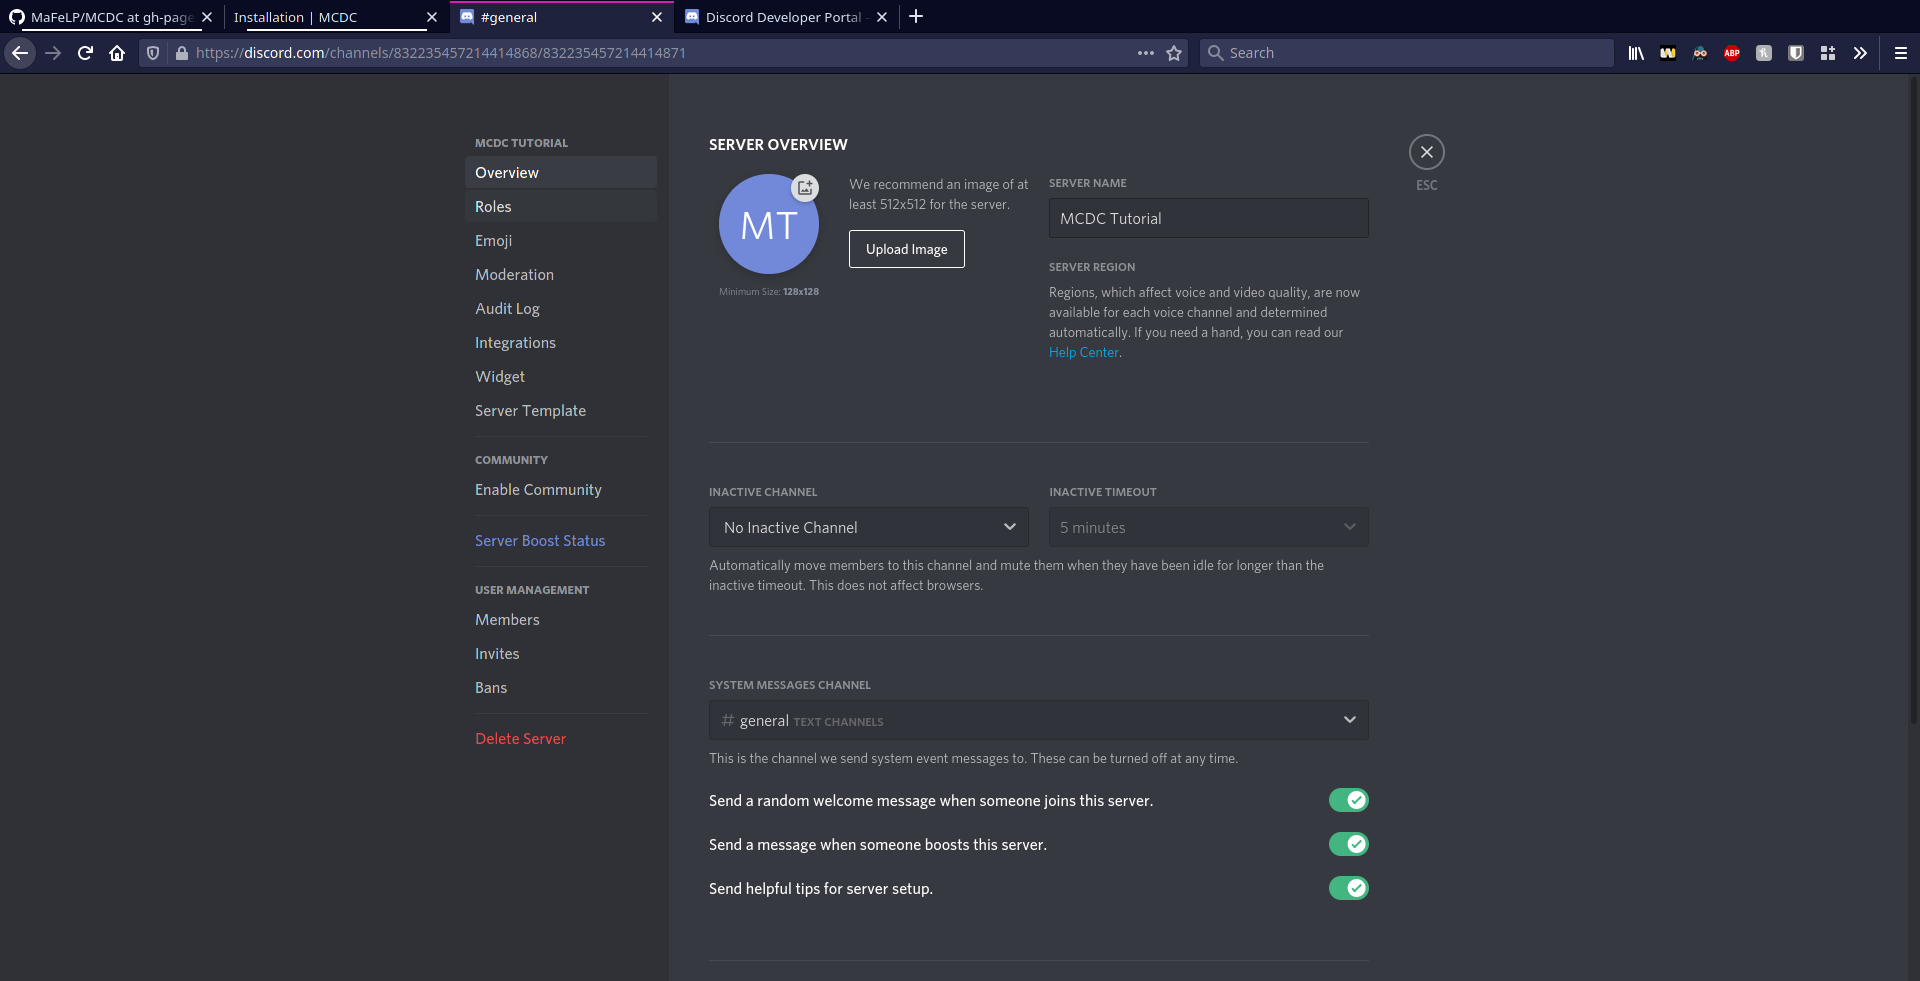 MaFeLP/MCDC at gh-page
Installation | MCDC
#general
Discord Developer Portal -
https://discord.com/channels/832235457214414868/832235457214414871
Search
ABP
MCDC TUTORIAL
Overview
Roles
Emoji
Moderation
Audit Log
Integrations
Widget
Server Template
COMMUNITY
Enable Community
Server Boost Status
USER MANAGEMENT
Members
Invites
Bans
Delete Server
SERVER OVERVIEW
MT
Minimum Size: 128x128
We recommend an image of at
least 512x512 for the server.
Upload Image
SERVER NAME
MCDC Tutorial
SERVER REGION
Regions, which affect voice and video quality, are now
available for each voice channel and determined
automatically. If you need a hand, you can read our
Help Center.
ESC
INACTIVE CHANNEL
No Inactive Channel
INACTIVE TIMEOUT
5 minutes
Automatically move members to this channel and mute them when they have been idle for longer than the
inactive timeout. This does not affect browsers.
SYSTEM MESSAGES CHANNEL
# general TEXT CHANNELS
This is the channel we send system event messages to. These can be turned off at any time.
Send a random welcome message when someone joins this server.
Send a message when someone boosts this server.
Send helpful tips for server setup.